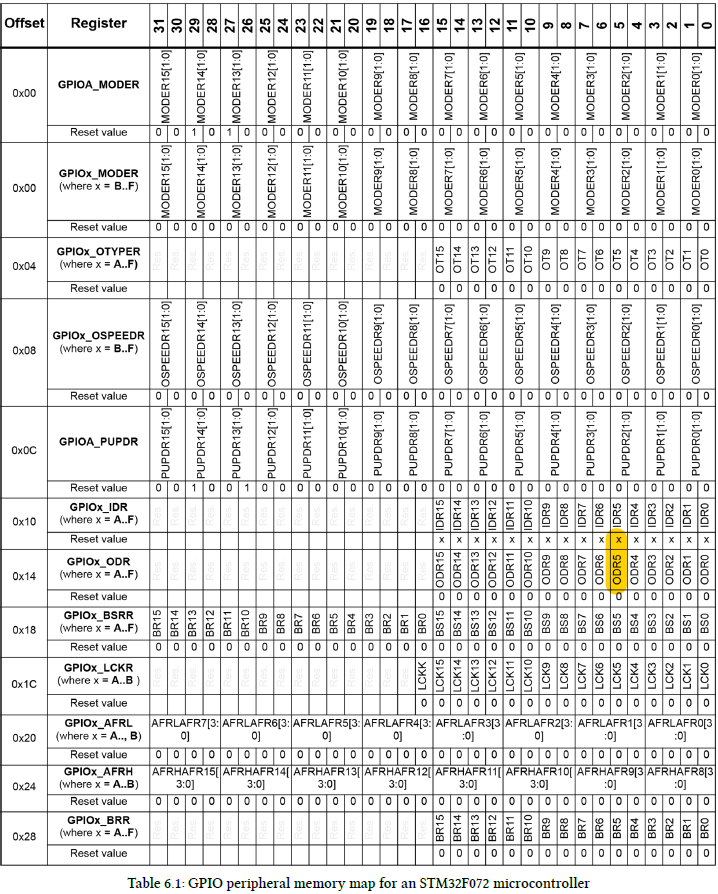 Offset Register 31 30 29 28 27 26 25 24 23 22 21 20 19 18 17 16 15 14 13 12 11 10 9 8 7 6 5 4 3 2 1 0
0x00 GPIOA_MODER MODER15[1:0] MODER14[1:0] MODER13[1:0] MODER12[1:0] MODER11[1:0] MODER10[1:0] MODER9[1:0] MODER8[1:0] MODER7[1:0] MODER6[1:0] MODER5[1:0] MODER4[1:0] MODER3[1:0] MODER2[1:0] MODER1[1:0] MODER0[1:0]
Reset value 0 0 1 0 1 0 0 0 0 0 0 0 0 0 0 0 0 0 0 0 0 0 0 0 0 0 0 0 0 0 0 0
0x00 GPIOx_MODER MODER15[1:0] MODER14[1:0] MODER13[1:0] MODER12[1:0] MODER11[1:0] MODER10[1:0] MODER9[1:0] MODER8[1:0] MODER7[1:0] MODER6[1:0] MODER5[1:0] MODER4[1:0] MODER3[1:0] MODER2[1:0] MODER1[1:0] MODER0[1:0]
(where x = B..F)
Reset value 0 0 0 0 0 0 0 0 0 0 0 0 0 0 0 0 0 0 0 0 0 0 0 0 0 0 0 0 0 0 0 0
0x04 GPIOx_OTYPER Res. Res. Res. Res. Res. Res. Res. Res. Res. Res. Res. Res. Res. Res. Res. Res. OT15 OT14 OT13 OT12 OT11 OT10 OT9 OT8 OT7 OT6 OT5 OT4 OT3 OT2 OT1 OT0
(where x = A..F)
Reset value 0 0 0 0 0 0 0 0 0 0 0 0 0 0 0 0
0x08 GPIOx_OSPEEDR OSPEEDR15[1:0] OSPEEDR14[1:0] OSPEEDR13[1:0] OSPEEDR12[1:0] OSPEEDR11[1:0] OSPEEDR10[1:0] OSPEEDR9[1:0] OSPEEDR8[1:0] OSPEEDR7[1:0] OSPEEDR6[1:0] OSPEEDR5[1:0] OSPEEDR4[1:0] OSPEEDR3[1:0] OSPEEDR2[1:0] OSPEEDR1[1:0] OSPEEDR0[1:0]
(where x = B..F)
Reset value 0 0 0 0 0 0 0 0 0 0 0 0 0 0 0 0 0 0 0 0 0 0 0 0 0 0 0 0 0 0 0 0
0x0C GPIOA_PUPDR PUPDR15[1:0] PUPDR14[1:0] PUPDR13[1:0] PUPDR12[1:0] PUPDR11[1:0] PUPDR10[1:0] PUPDR9[1:0] PUPDR8[1:0] PUPDR7[1:0] PUPDR6[1:0] PUPDR5[1:0] PUPDR4[1:0] PUPDR3[1:0] PUPDR2[1:0] PUPDR1[1:0] PUPDR0[1:0]
Reset value 0 0 1 0 0 1 0 0 0 0 0 0 0 0 0 0 0 0 0 0 0 0 0 0 0 0 0 0 0 0 0 0
0x10 GPIOx_IDR Res. Res. Res. Res. Res. Res. Res. Res. Res. Res. Res. Res. Res. Res. Res. Res. IDR15 IDR14 IDR13 IDR12 IDR11 IDR10 IDR9 IDR8 IDR7 IDR6 IDR5 IDR4 IDR3 IDR2 IDR1 IDR0
(where x = A..F)
Reset value x x x x x x x x x x x x x x x x
0x14 GPIOx_ODR Res. Res. Res. Res. Res. Res. Res. Res. Res. Res. Res. Res. Res. Res. Res. Res. ODR15 ODR14 ODR13 ODR12 ODR11 ODR10 ODR9 ODR8 ODR7 ODR6 ODR5 ODR4 ODR3 ODR2 ODR1 ODR0
(where x = A..F)
Reset value 0 0 0 0 0 0 0 0 0 0 0 0 0 0 0 0
0x18 GPIOx_BSRR BR15 BR14 BR13 BR12 BR11 BR10 BR9 BR8 BR7 BR6 BR5 BR4 BR3 BR2 BR1 BR0 BS15 BS14 BS13 BS12 BS11 BS10 BS9 BS8 BS7 BS6 BS5 BS4 BS3 BS2 BS1 BS0
(where x = A..F)
Reset value 0 0 0 0 0 0 0 0 0 0 0 0 0 0 0 0 0 0 0 0 0 0 0 0 0 0 0 0 0 0 0 0
0x1C GPIOx_LCKR Res. Res. Res. Res. Res. Res. Res. Res. Res. Res. Res. Res. Res. Res. Res. LCKK LCK15 LCK14 LCK13 LCK12 LCK11 LCK10 LCK9 LCK8 LCK7 LCK6 LCK5 LCK4 LCK3 LCK2 LCK1 LCK0
(where x = A..B )
Reset value 0 0 0 0 0 0 0 0 0 0 0 0 0 0 0 0 0
0x20 GPIOx_AFRL AFRLAFR7[3: AFRLAFR6[3: AFRLAFR5[3: AFRLAFR4[3: AFRLAFR3[3 AFRLAFR2[3 AFRLAFR1[3 AFRLAFR0[3
(where x = A.., B) 0] 0] 0] 0] :0] :0] :0] :0]
Reset value 0 0 0 0 0 0 0 0 0 0 0 0 0 0 0 0 0 0 0 0 0 0 0 0 0 0 0 0 0 0 0 0
0x24 GPIOx_AFRH AFRHAFR15[ AFRHAFR14[ AFRHAFR13[ AFRHAFR12[ AFRHAFR11[ AFRHAFR10[ AFRHAFR9[3 AFRHAFR8[3
(where x = A..B) 3:0] 3:0] 3:0] 3:0] 3:0] 3:0] :0] :0]
Reset value 0 0 0 0 0 0 0 0 0 0 0 0 0 0 0 0 0 0 0 0 0 0 0 0 0 0 0 0 0 0 0 0
0x28 GPIOx_BRR Res. Res. Res. Res. Res. Res. Res. Res. Res. Res. Res. Res. Res. Res. Res. Res. BR15 BR14 BR13 BR12 BR11 BR10 BR9 BR8 BR7 BR6 BR5 BR4 BR3 BR2 BR1 BR0
(where x = A..F)
Reset value 0 0 0 0 0 0 0 0 0 0 0 0 0 0 0 0
Table 6.1: GPIO peripheral memory map for an STM32F072 microcontroller